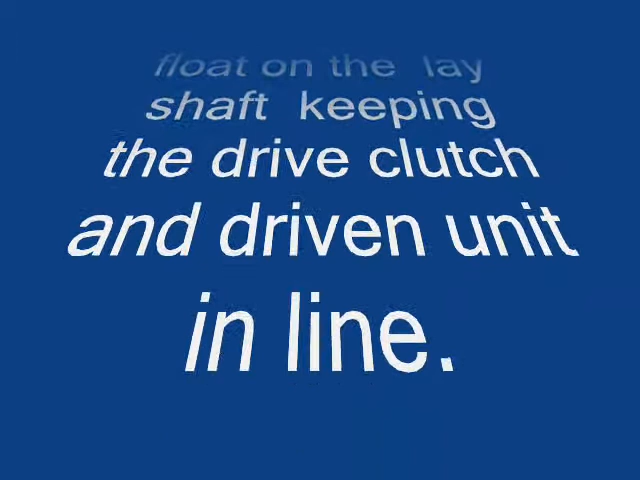 float on the lay
shaft keeping
the drive clutch
and driven unit
in line.